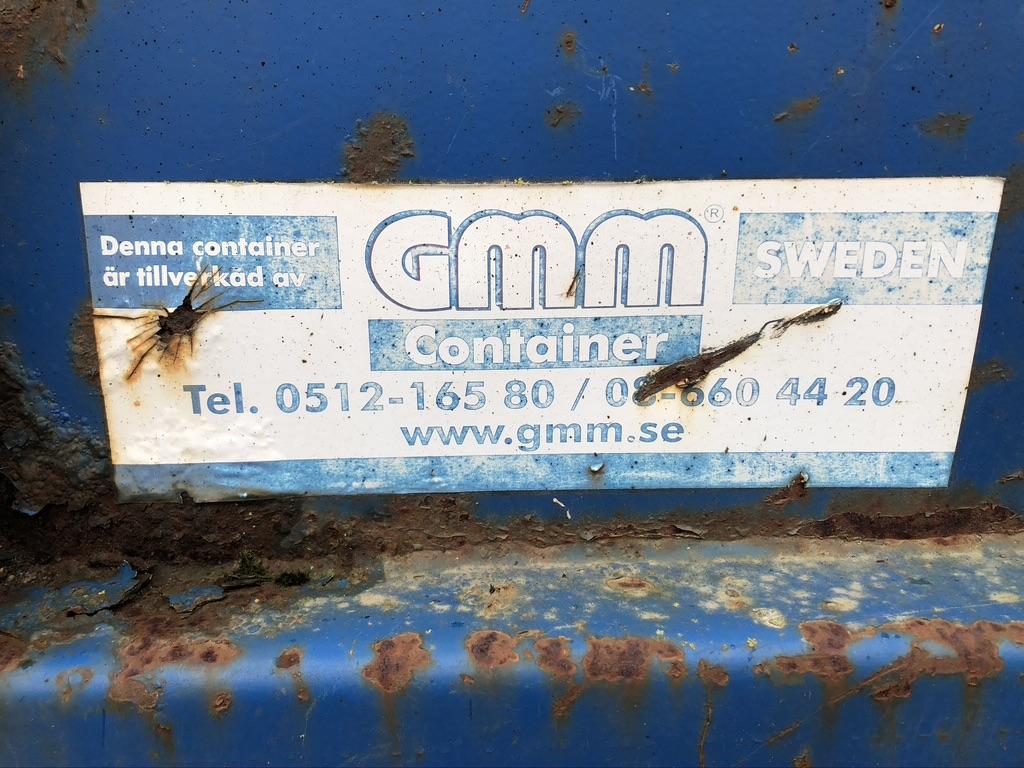 Denna container
är tillverkad av
GMM®
SWEDEN
Container
Tel. 0512-165 80 / 08-660 44 20
www.gmm.se